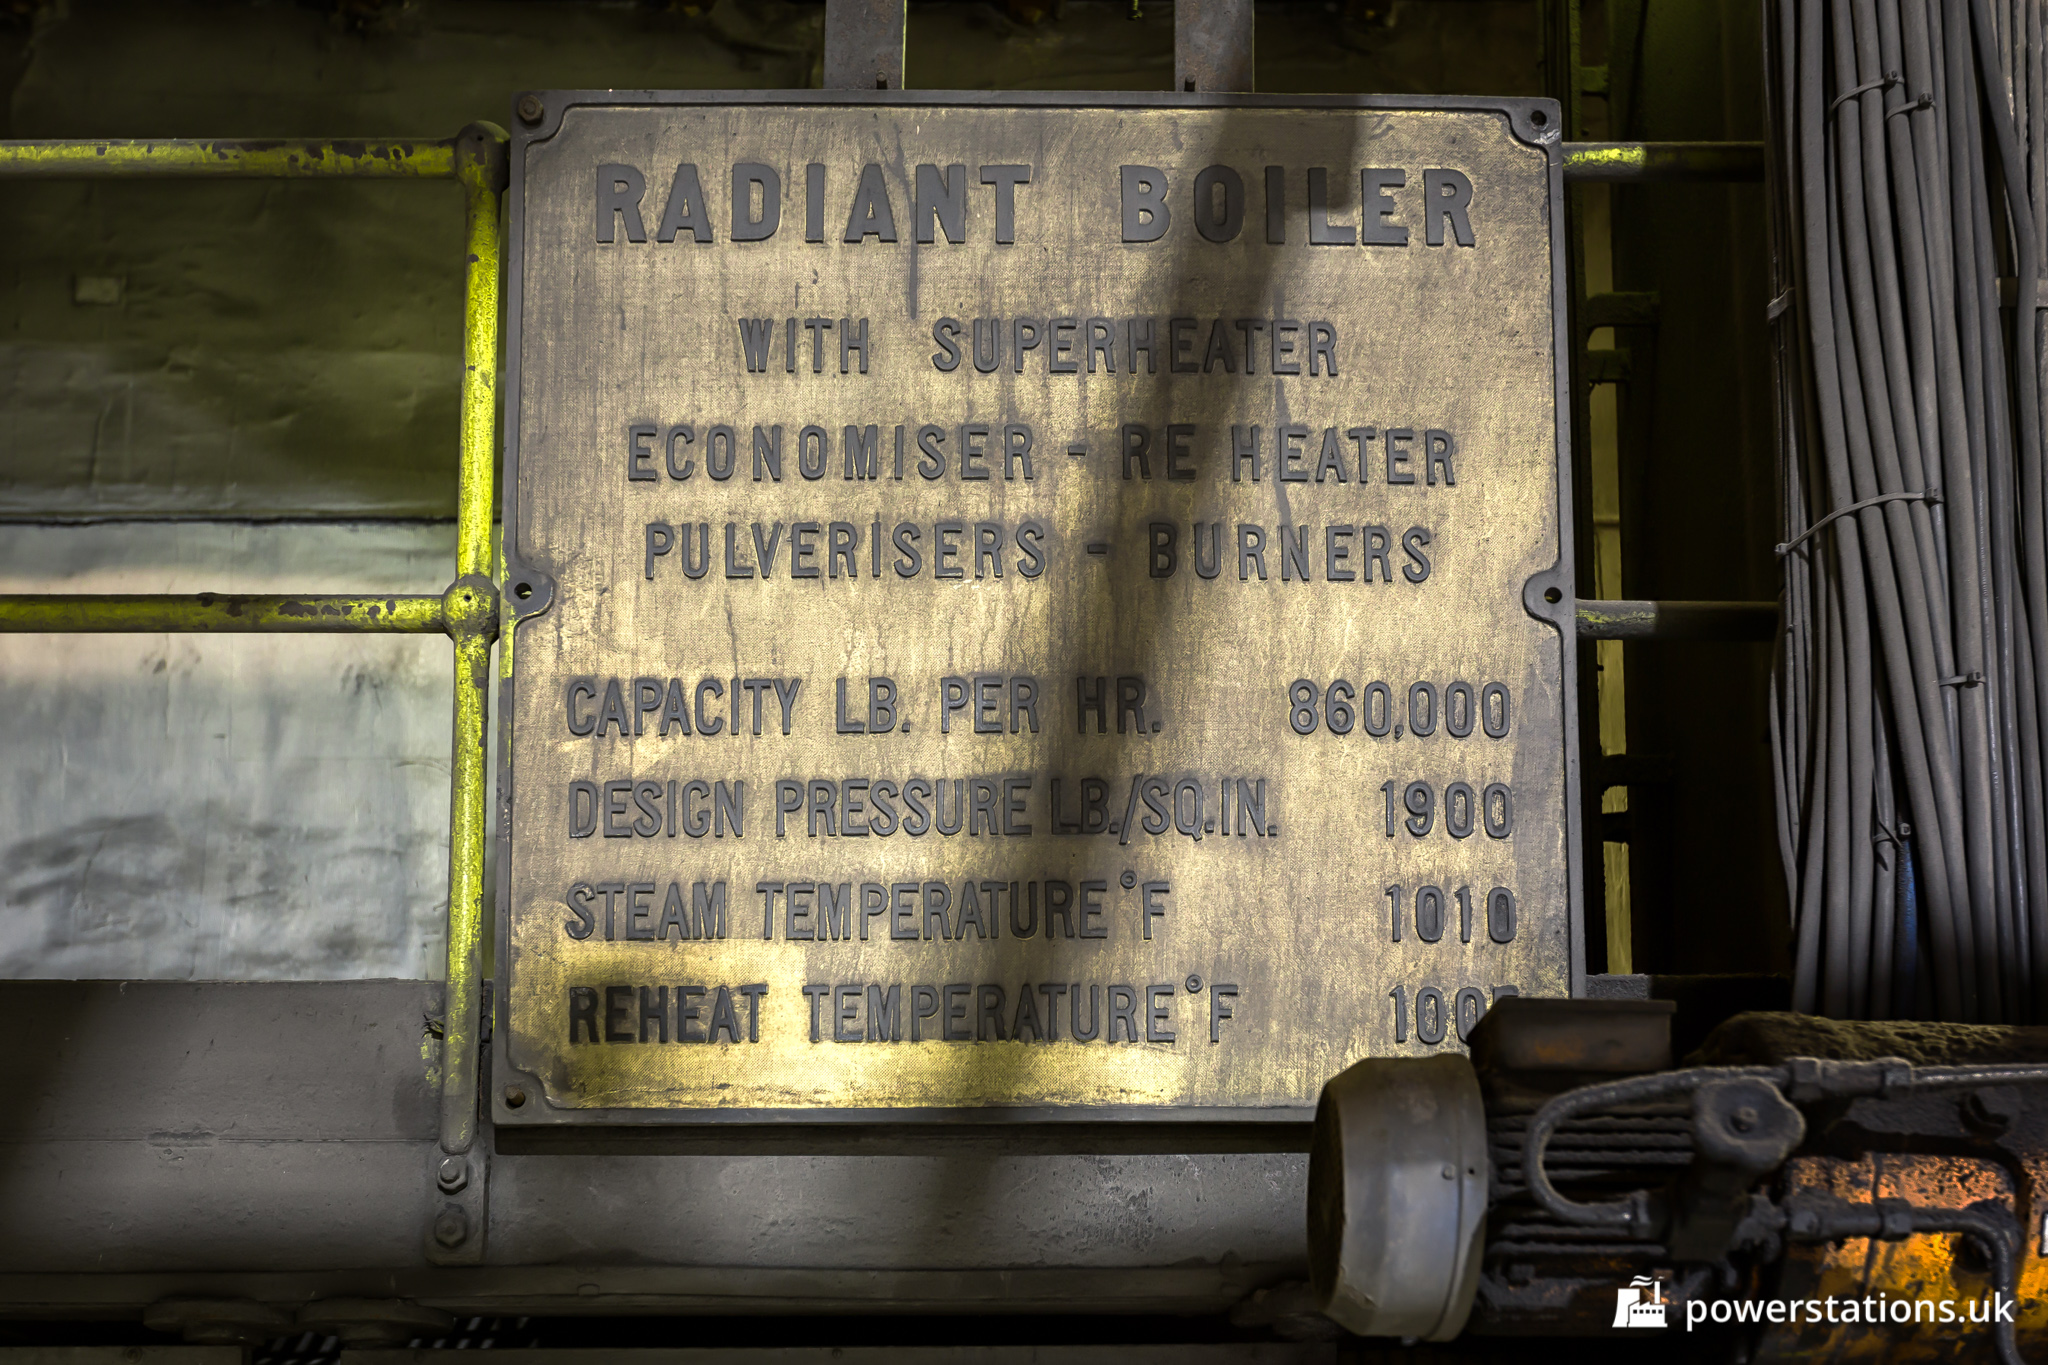 RADIANT BOILER
WITH SUPERHEATER
ECONOMISER - RE HEATER
PULVERISERS - BURNERS
CAPACITY LB. PER HR. 860,000
DESIGN PRESSURE LB./SQ.IN. 1900
STEAM TEMPERATURE °F 1010
REHEAT TEMPERATURE °F
powerstations.uk